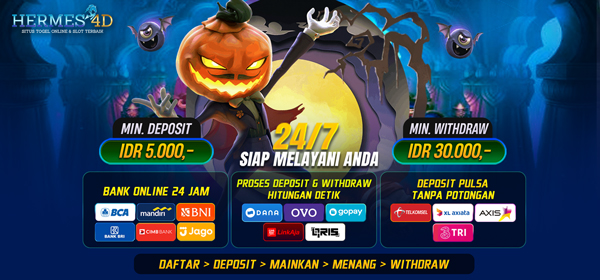 HERMES 4D
SITUS TOGEL ONLINE & SLOT TERBAIK
MIN. DEPOSIT
IDR 5.000,-
24/7
SIAP MELAYANI ANDA
MIN. WITHDRAW
IDR 30.000,-
BANK ONLINE 24 JAM
BCA
mandiri
BNI
BANK BRI
CIMB BANK
Jago
PROSES DEPOSIT & WITHDRAW
HITUNGAN DETIK
DANA
OVO
gopay
LinkAja
QRIS
DEPOSIT PULSA
TANPA POTONGAN
TELKOMSEL
XL axiata
AXIS
TRI
DAFTAR > DEPOSIT > MAINKAN > MENANG > WITHDRAW